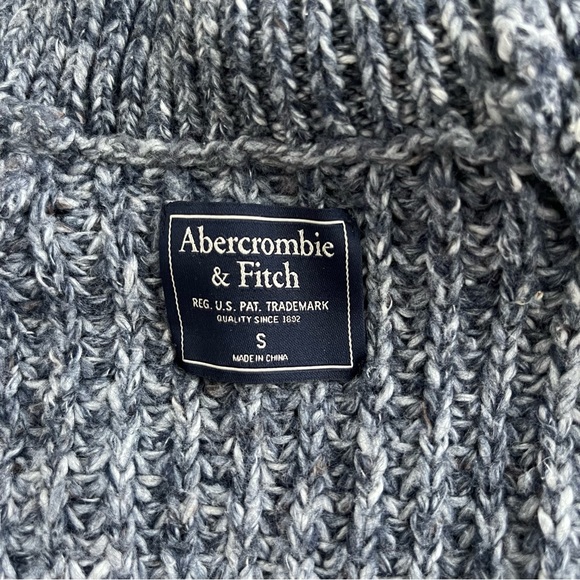 Abercrombie
& Fitch
REG. U.S. PAT. TRADEMARK
QUALITY SINCE 1892
S
MADE IN CHINA